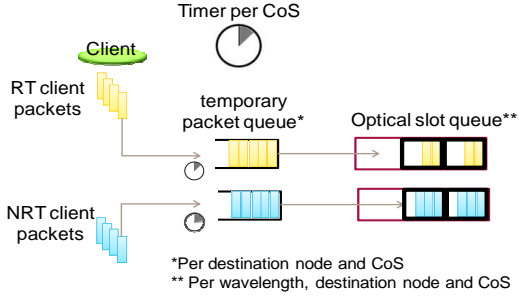 Timer per CoS
Client
RT client
packets
temporary
packet queue*
Optical slot queue**
NRT client
packets
*Per destination node and CoS
** Per wavelength, destination node and CoS